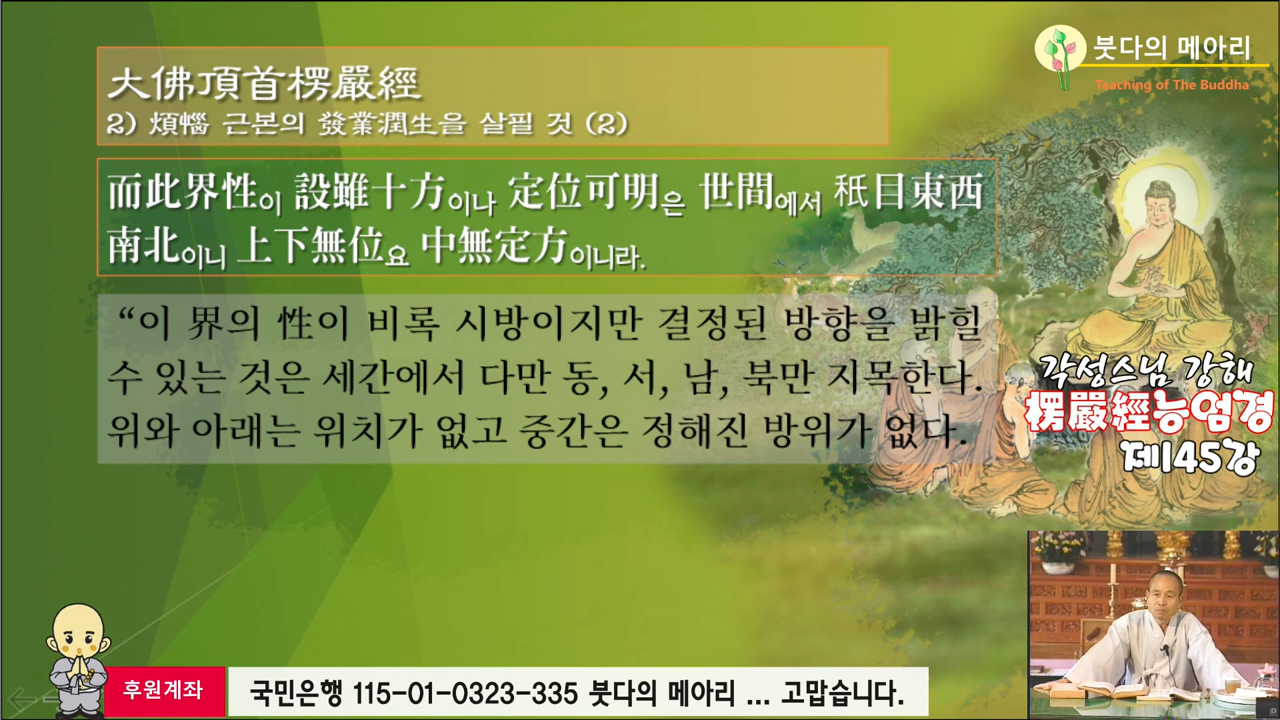 大佛頂首楞嚴經
2) 煩惱 근본의 發業潤生을 살필 것 (2)
而此界性이 設雖十方이나 定位可明은 世間에서 秖目東西
南北이니 上下無位요 中無定方이니라.
“이 界의 性이 비록 시방이지만 결정된 방향을 밝힐
수 있는 것은 세간에서 다만 동, 서, 남, 북만 지목한다.
위와 아래는 위치가 없고 중간은 정해진 방위가 없다.
붓다의 메아리
Teaching of The Buddha
각성스님 강해
楞嚴經능엄경
제145강
후원계좌
국민은행 115-01-0323-335 붓다의 메아리 ... 고맙습니다.